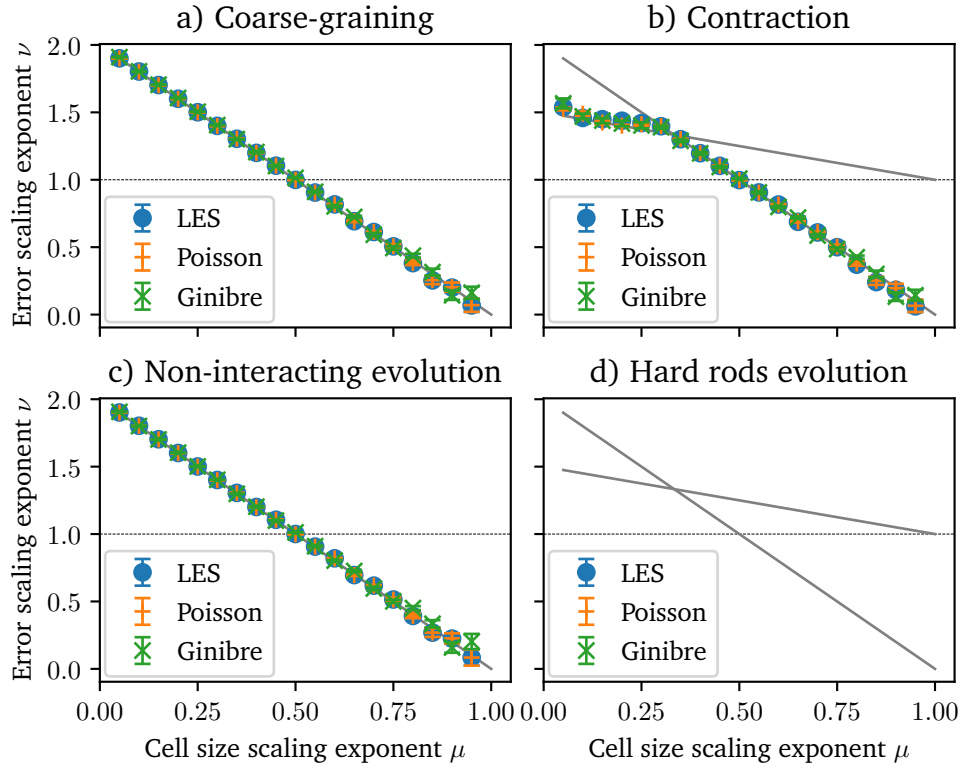 a) Coarse-graining
b) Contraction
Error scaling exponent ν
2.0
1.5
1.0
0.5
0.0
LES
Poisson
Ginibre
LES
Poisson
Ginibre
c) Non-interacting evolution
d) Hard rods evolution
Error scaling exponent ν
2.0
1.5
1.0
0.5
0.0
LES
Poisson
Ginibre
LES
Poisson
Ginibre
0.00 0.25 0.50 0.75 1.00
0.00 0.25 0.50 0.75 1.00
Cell size scaling exponent μ
Cell size scaling exponent μ